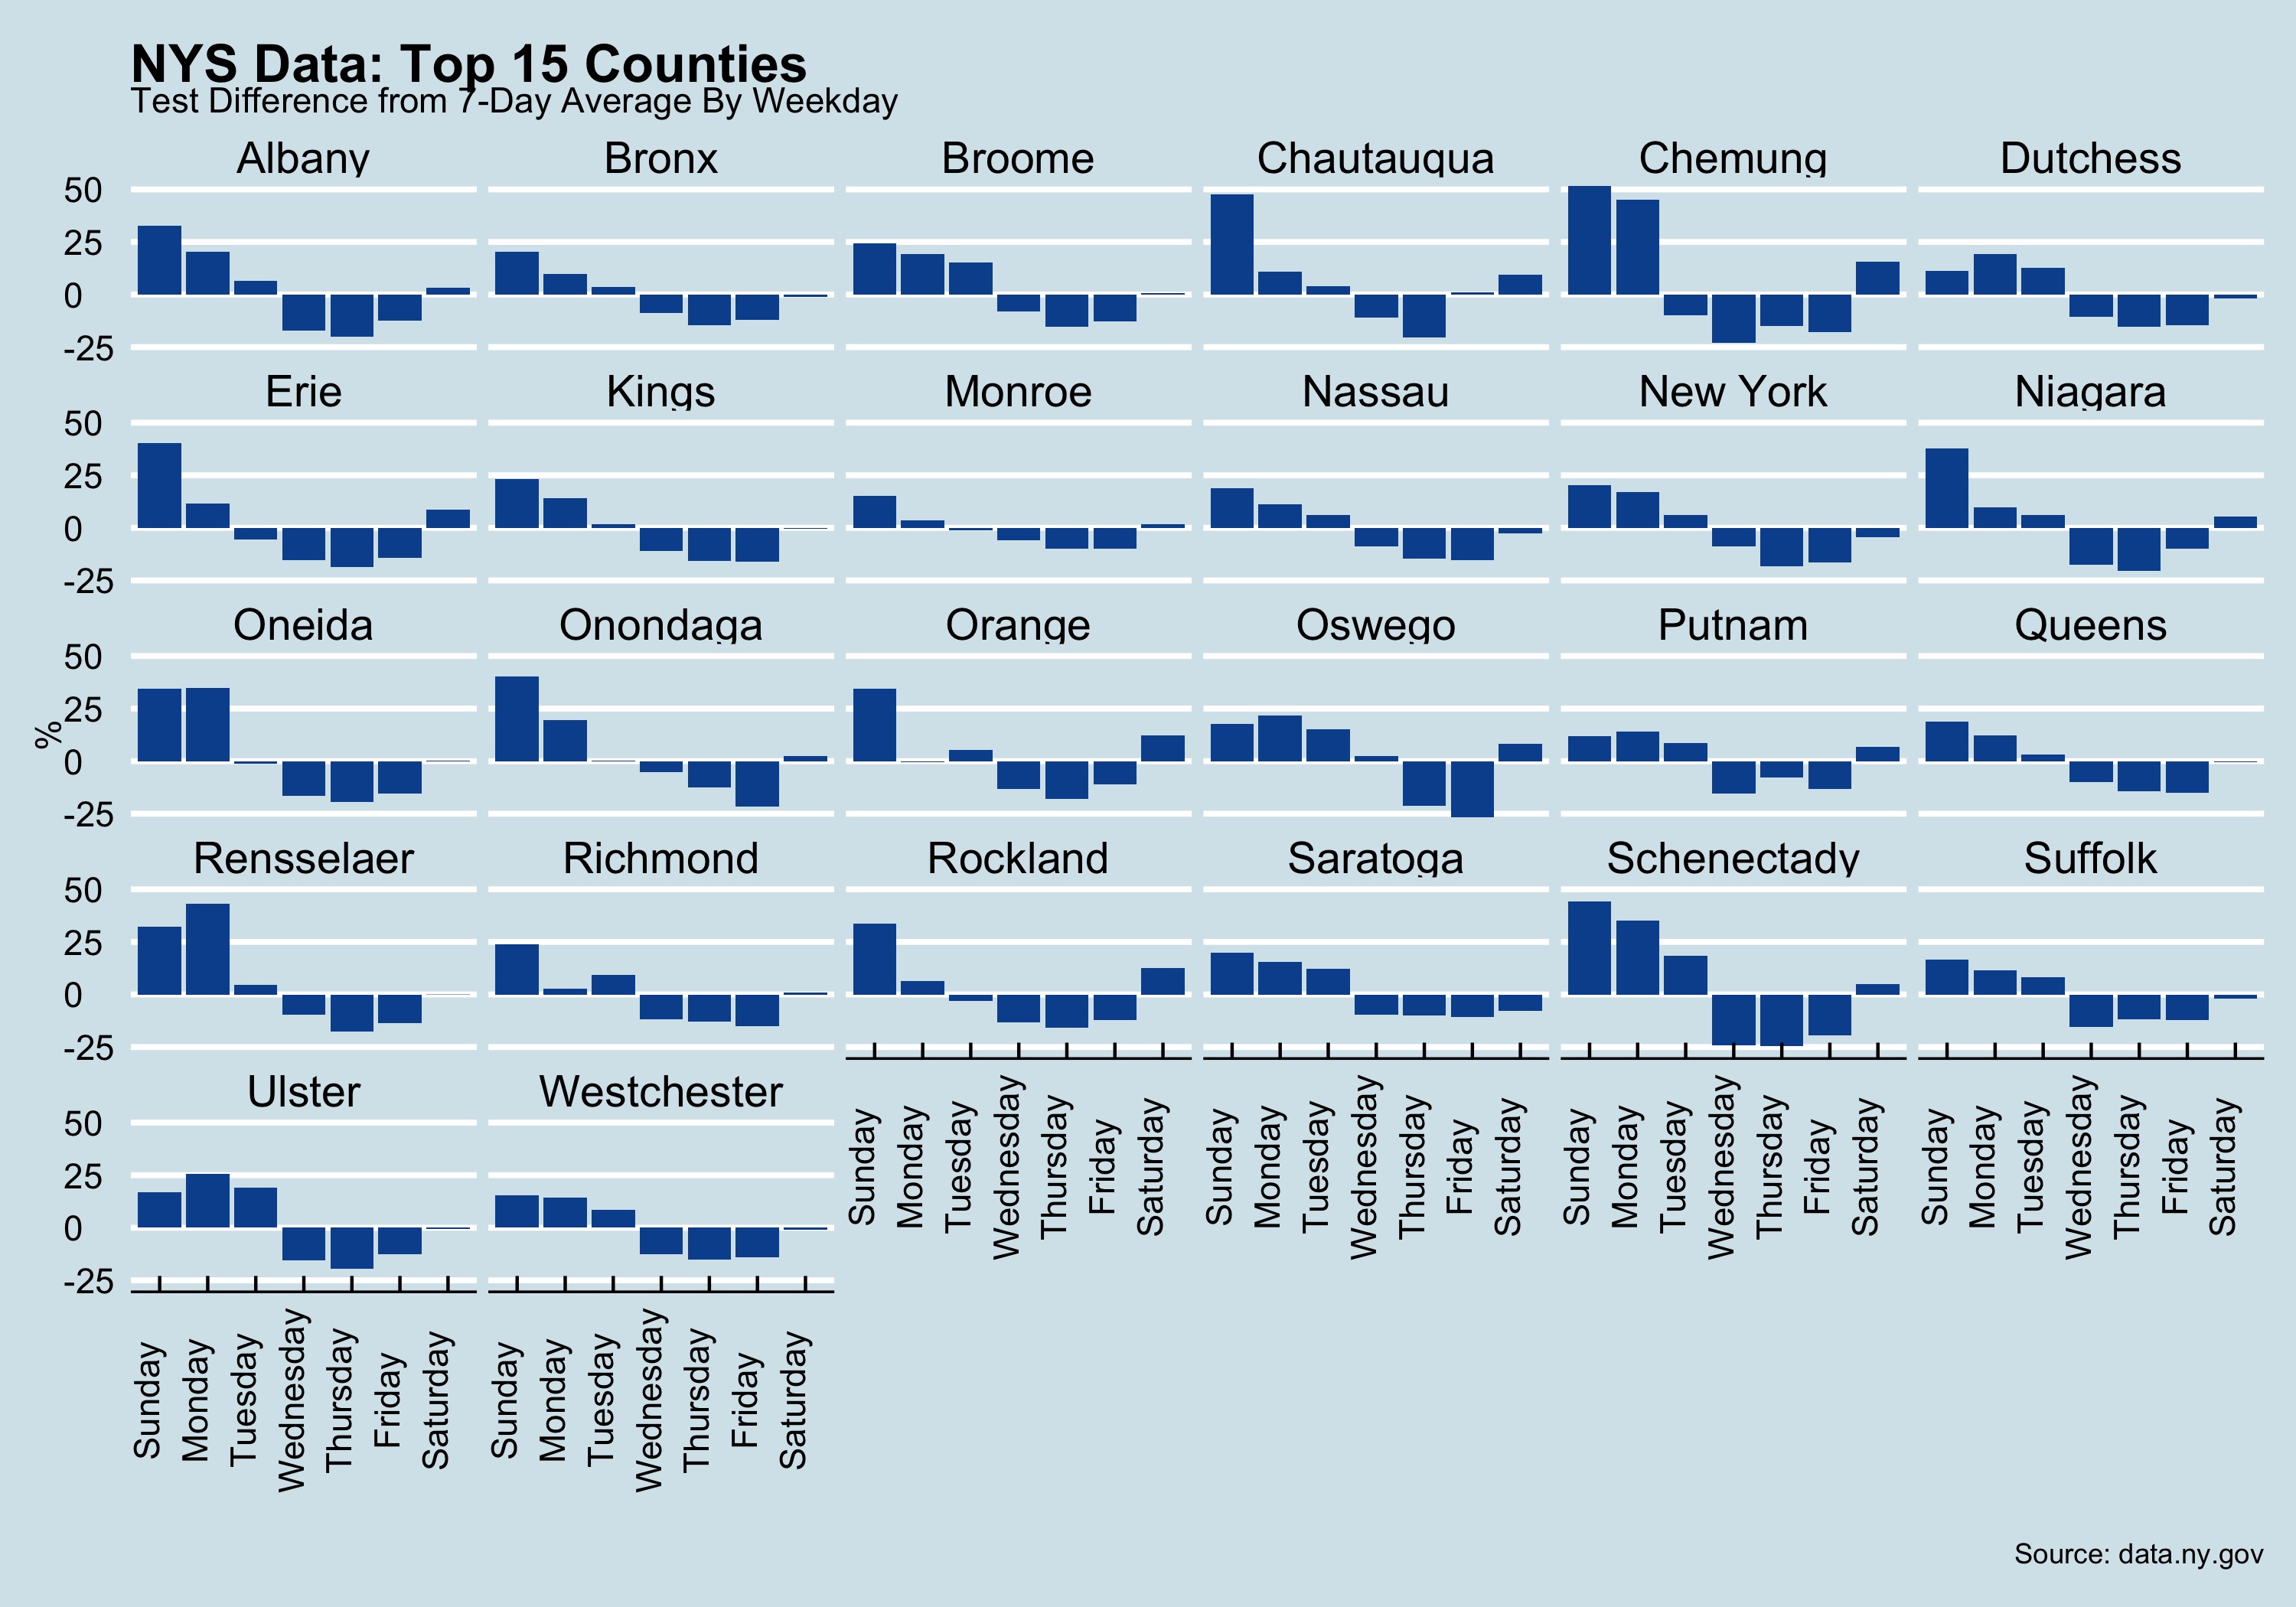 NYS Data: Top 15 Counties
Test Difference from 7-Day Average By Weekday
Albany Bronx Broome Chautauqua Chemung Dutchess
50
25
0
-25
Erie Kings Monroe Nassau New York Niagara
50
25
0
-25
Oneida Onondaga Orange Oswego Putnam Queens
50
25
0
-25
%
Rensselaer Richmond Rockland Saratoga Schenectady Suffolk
50
25
0
-25
Sunday Monday Tuesday Wednesday Thursday Friday Saturday
Sunday Monday Tuesday Wednesday Thursday Friday Saturday
Sunday Monday Tuesday Wednesday Thursday Friday Saturday
Sunday Monday Tuesday Wednesday Thursday Friday Saturday
Ulster Westchester
50
25
0
-25
Sunday Monday Tuesday Wednesday Thursday Friday Saturday
Sunday Monday Tuesday Wednesday Thursday Friday Saturday
Source: data.ny.gov